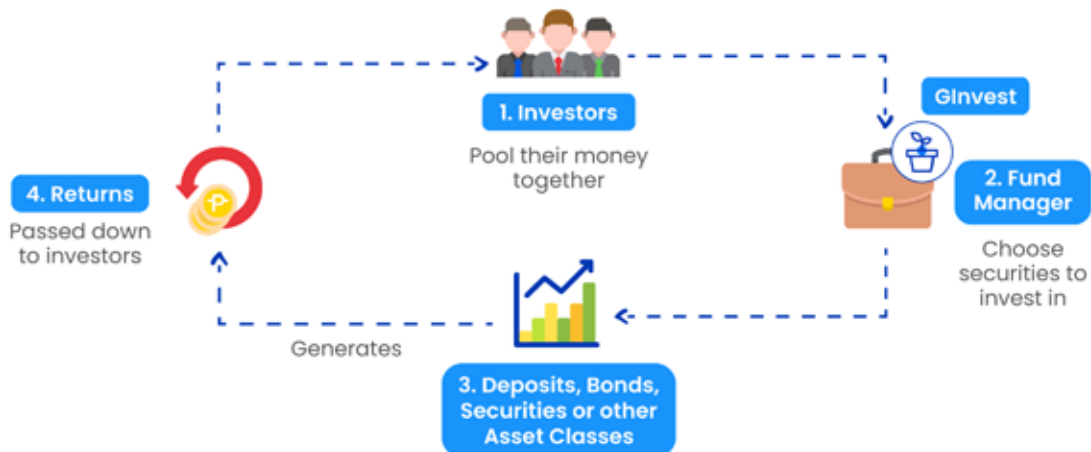 1. Investors
Pool their money
together
GInvest
2. Fund
Manager
Choose
securities to
invest in
3. Deposits, Bonds,
Securities or other
Asset Classes
Generates
4. Returns
Passed down
to investors
P